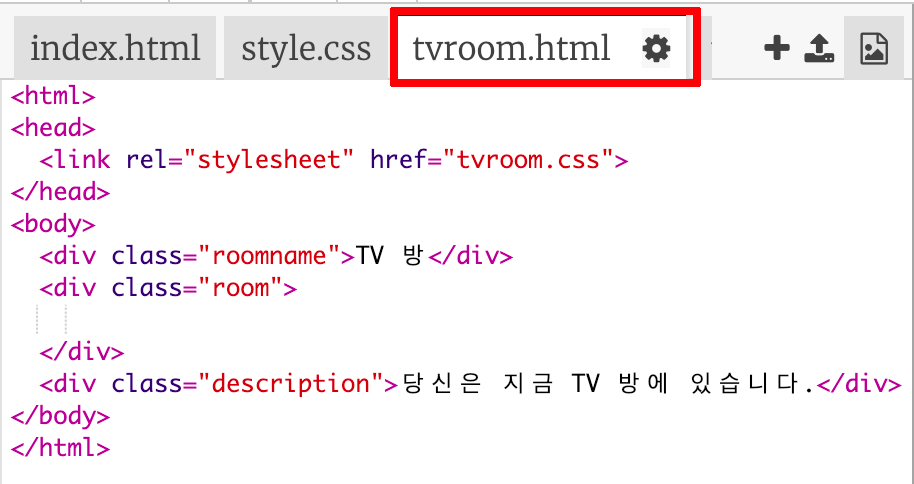 index.html style.css tvroom.html
<html>
<head>
  <link rel="stylesheet" href="tvroom.css">
</head>
<body>
  <div class="roomname">TV 방</div>
  <div class="room">
  </div>
  <div class="description">당신은 지금 TV 방에 있습니다.</div>
</body>
</html>